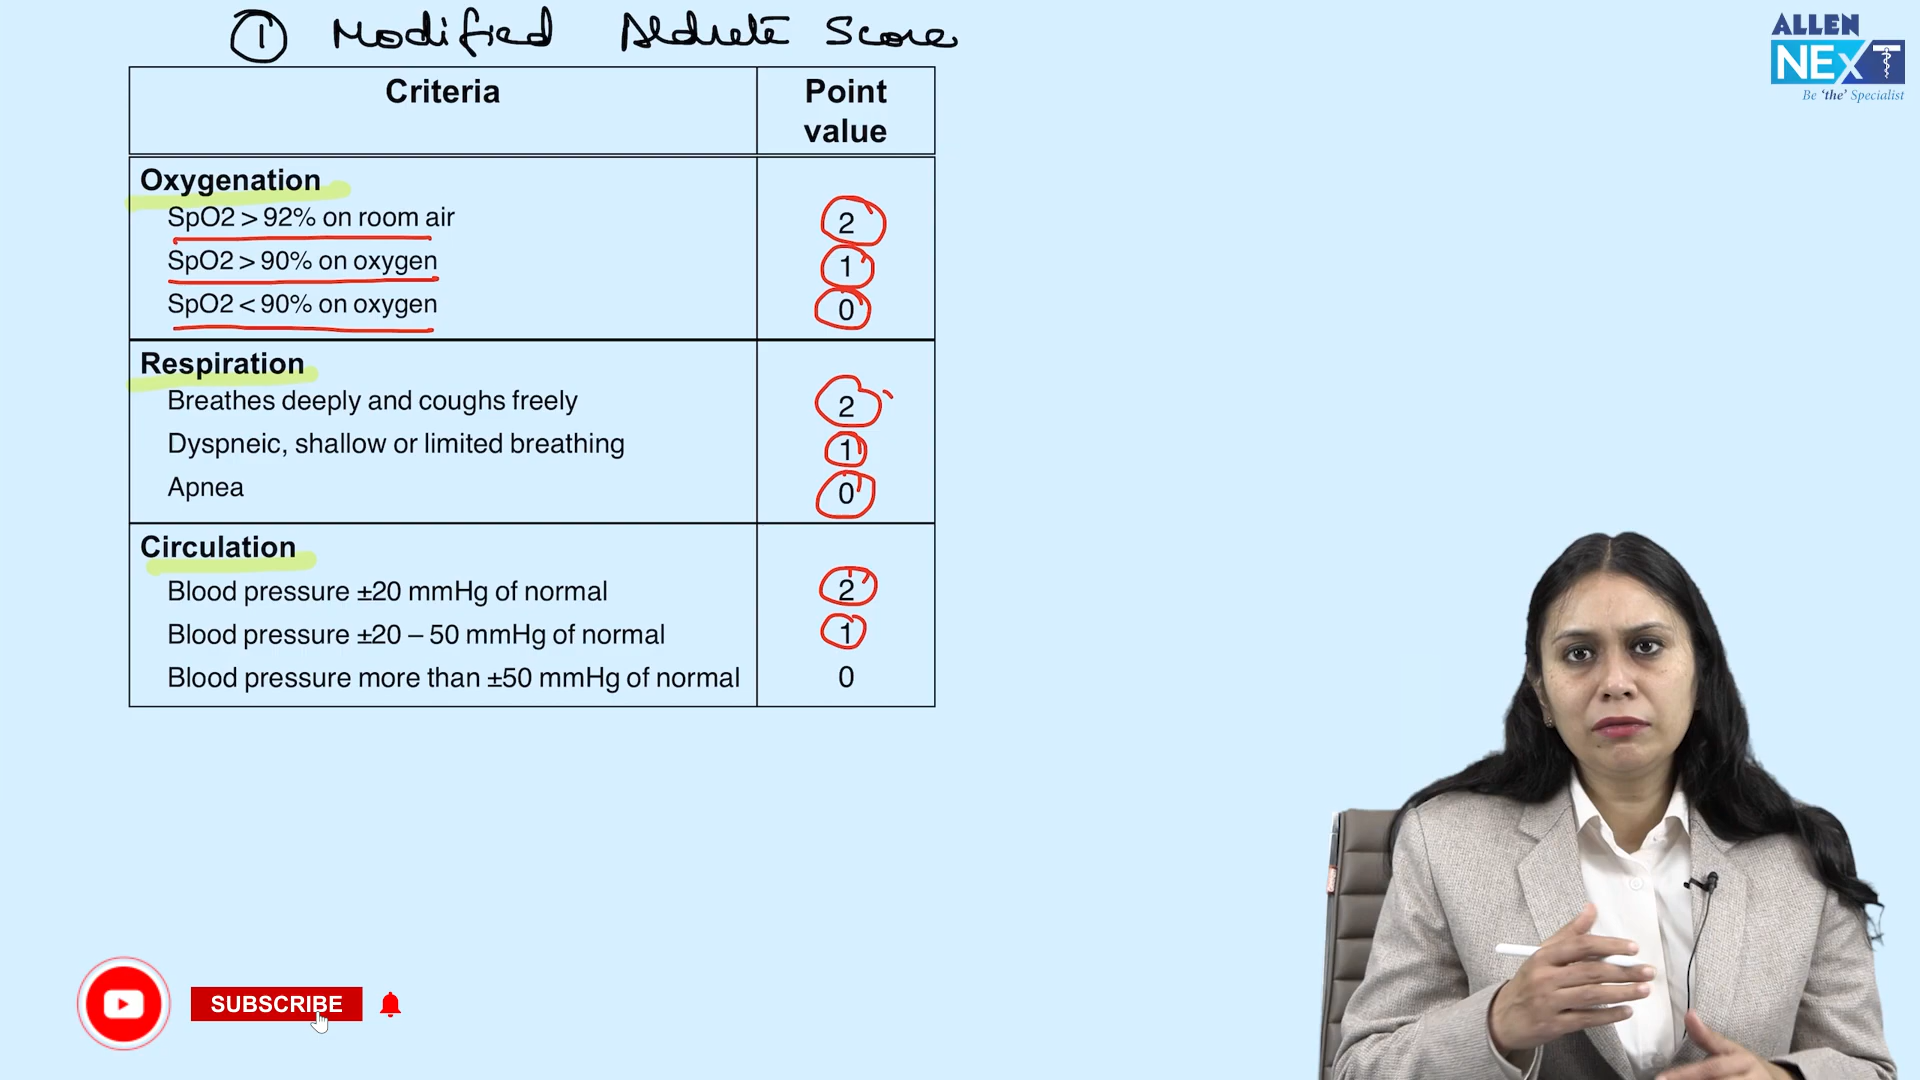 ① Modified Aldrete Score
Criteria
Point value
Oxygenation
SpO2 > 92% on room air 2
SpO2 > 90% on oxygen 1
SpO2 < 90% on oxygen 0
Respiration
Breathes deeply and coughs freely 2
Dyspneic, shallow or limited breathing 1
Apnea 0
Circulation
Blood pressure ±20 mmHg of normal 2
Blood pressure ±20 – 50 mmHg of normal 1
Blood pressure more than ±50 mmHg of normal 0
ALLEN
NExT
Be 'the' Specialist
SUBSCRIBE